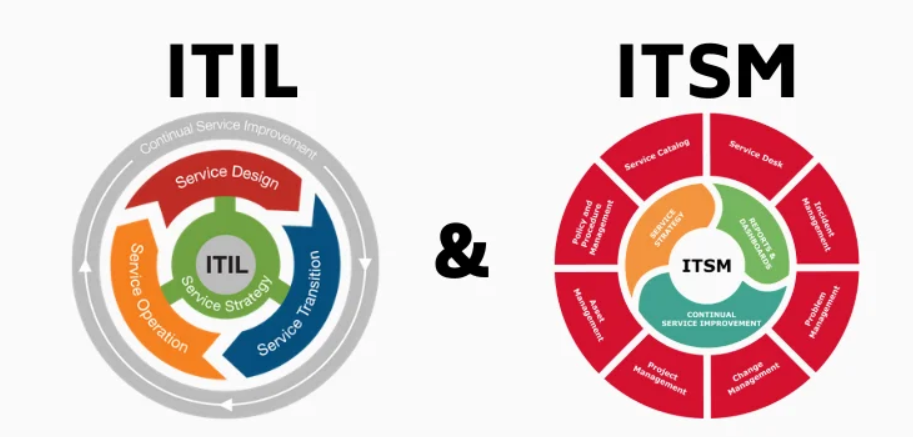 ITIL
&
ITSM
Continual Service Improvement
Service Design
Service Transition
Service Operation
Service Strategy
ITIL
Service Catalog
Service Desk
Incident
Management
Problem
Management
Change
Management
Project
Management
Asset
Management
Policy and
Procedure
Management
SERVICE
STRATEGY
REPORTS &
DASHBOARDS
CONTINUAL
SERVICE IMPROVEMENT
ITSM